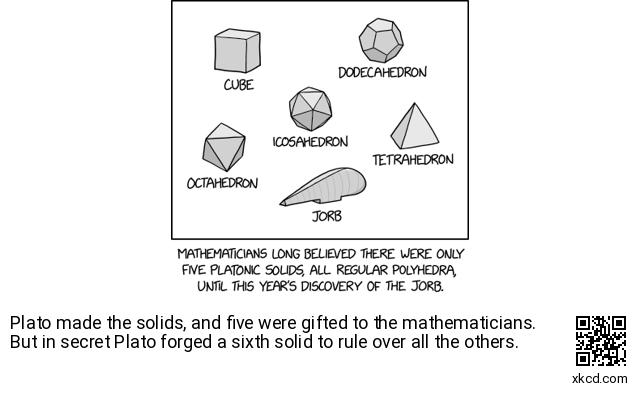 CUBE
DODECAHEDRON
ICOSAHEDRON
OCTAHEDRON
TETRAHEDRON
JORB
MATHEMATICIANS LONG BELIEVED THERE WERE ONLY
FIVE PLATONIC SOLIDS, ALL REGULAR POLYHEDRA,
UNTIL THIS YEAR'S DISCOVERY OF THE JORB.
Plato made the solids, and five were gifted to the mathematicians.
But in secret Plato forged a sixth solid to rule over all the others.
xkcd.com